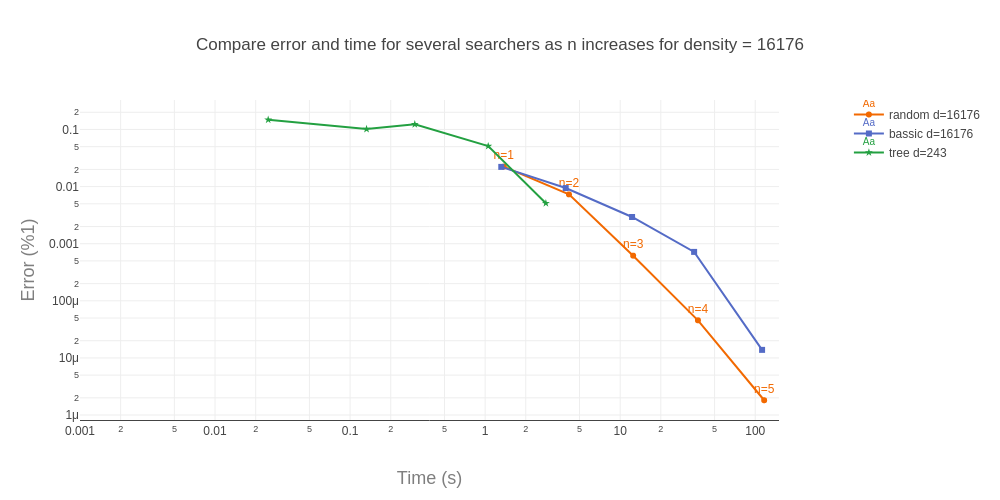 Compare error and time for several searchers as n increases for density = 16176
Aa
random d=16176
Aa
bassic d=16176
Aa
tree d=243
Error (%1)
2
0.1
5
2
0.01
5
2
0.001
5
2
100μ
5
2
10μ
5
2
1μ
n=1
n=2
n=3
n=4
n=5
0.001 2 5 0.01 2 5 0.1 2 5 1 2 5 10 2 5 100
Time (s)